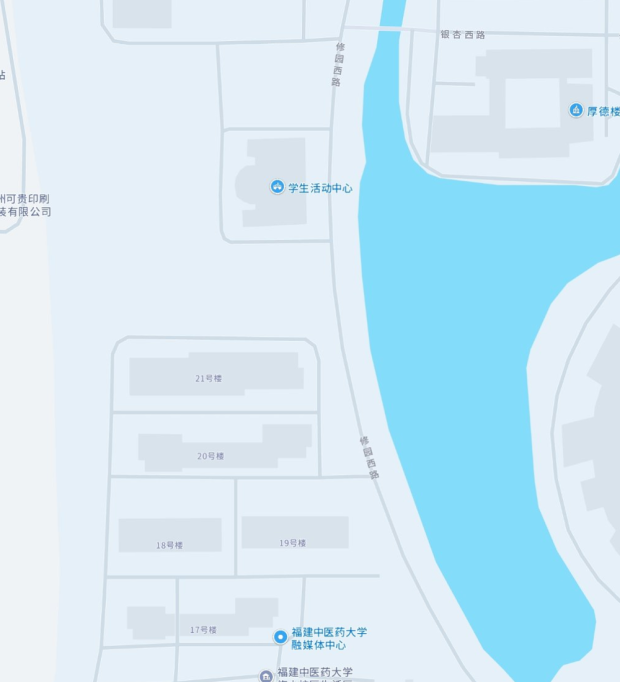 银杏西路
修园西路
站
厚德楼
学生活动中心
州可贵印刷
装有限公司
21号楼
修园西路
20号楼
19号楼
18号楼
17号楼
福建中医药大学
融媒体中心
福建中医药大学